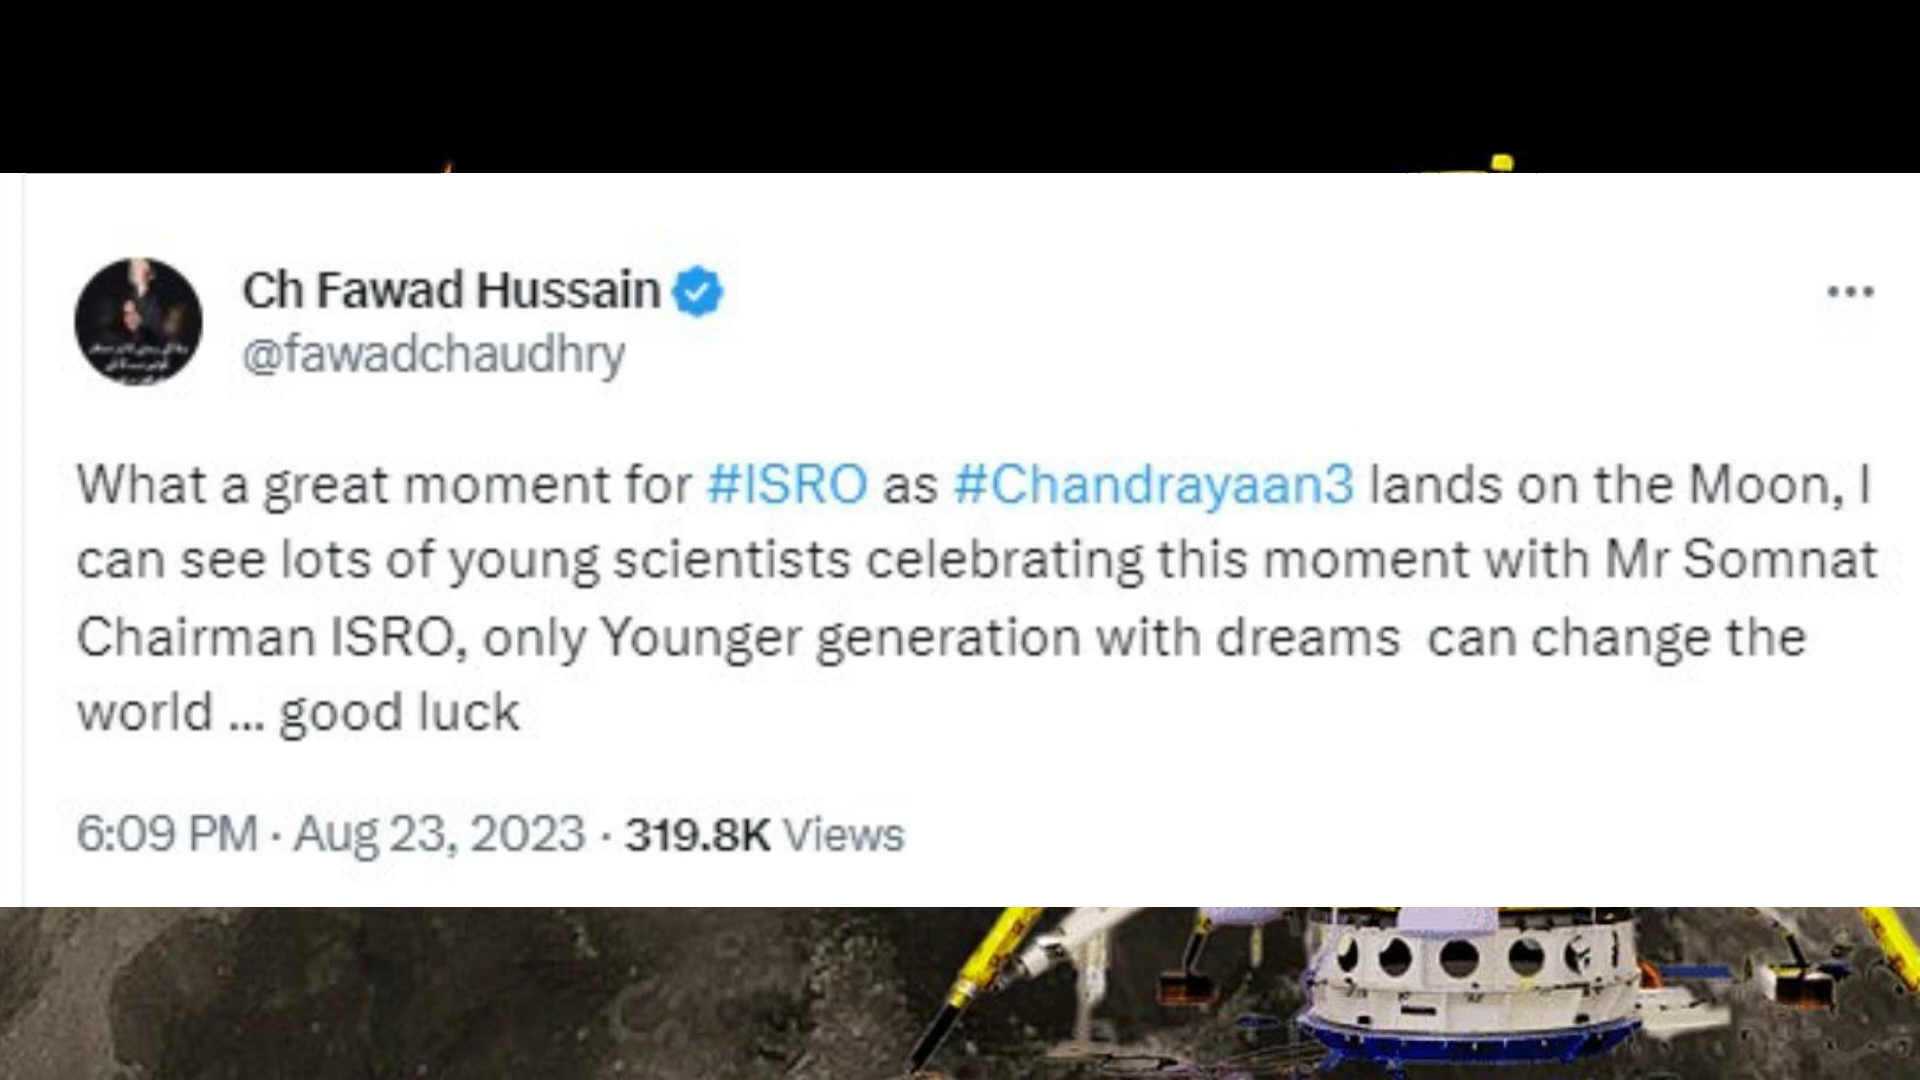 Ch Fawad Hussain
@fawadchaudhry
What a great moment for #ISRO as #Chandrayaan3 lands on the Moon, I
can see lots of young scientists celebrating this moment with Mr Somnat
Chairman ISRO, only Younger generation with dreams  can change the
world ... good luck
6:09 PM · Aug 23, 2023 · 319.8K Views